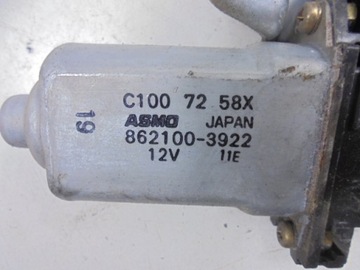 C100 72 58X
ASMO JAPAN
862100-3922
12V 11E
19